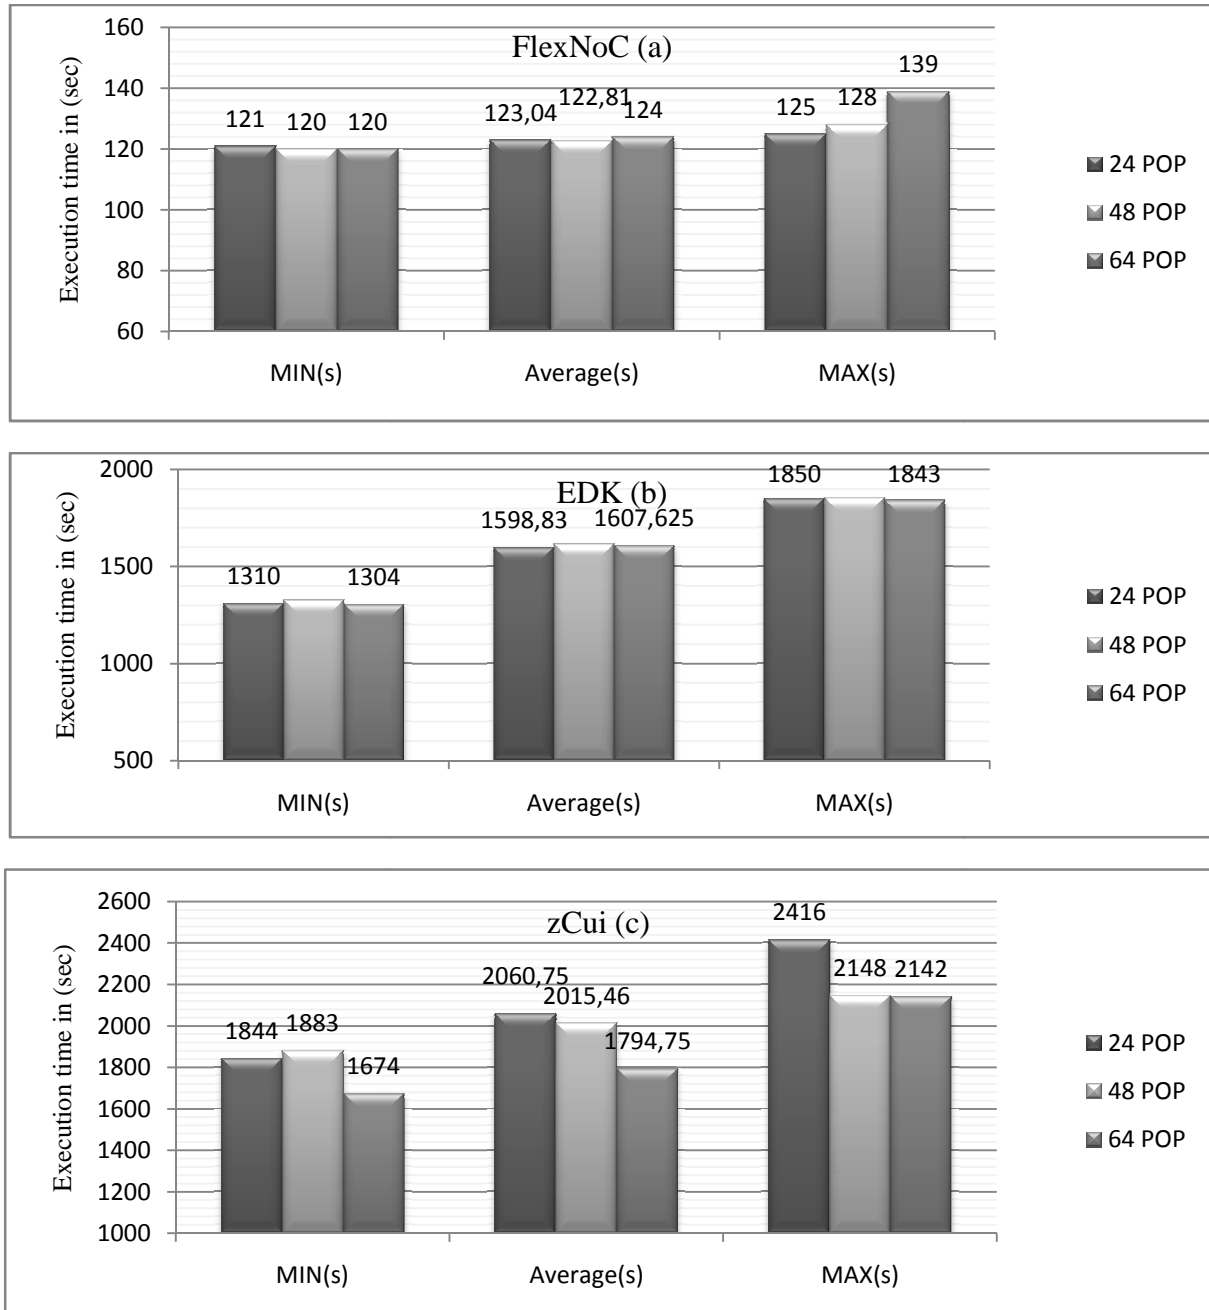 FlexNoC (a)
Execution time in (sec)
160
140
120
100
80
60
121
120
120
123,04
122,81
124
125
128
139
MIN(s)
Average(s)
MAX(s)
24 POP
48 POP
64 POP
EDK (b)
Execution time in (sec)
2000
1500
1000
500
1310
1304
1598,83
1607,625
1850
1843
MIN(s)
Average(s)
MAX(s)
24 POP
48 POP
64 POP
zCui (c)
Execution time in (sec)
2600
2400
2200
2000
1800
1600
1400
1200
1000
1844
1883
1674
2060,75
2015,46
1794,75
2416
2148
2142
MIN(s)
Average(s)
MAX(s)
24 POP
48 POP
64 POP